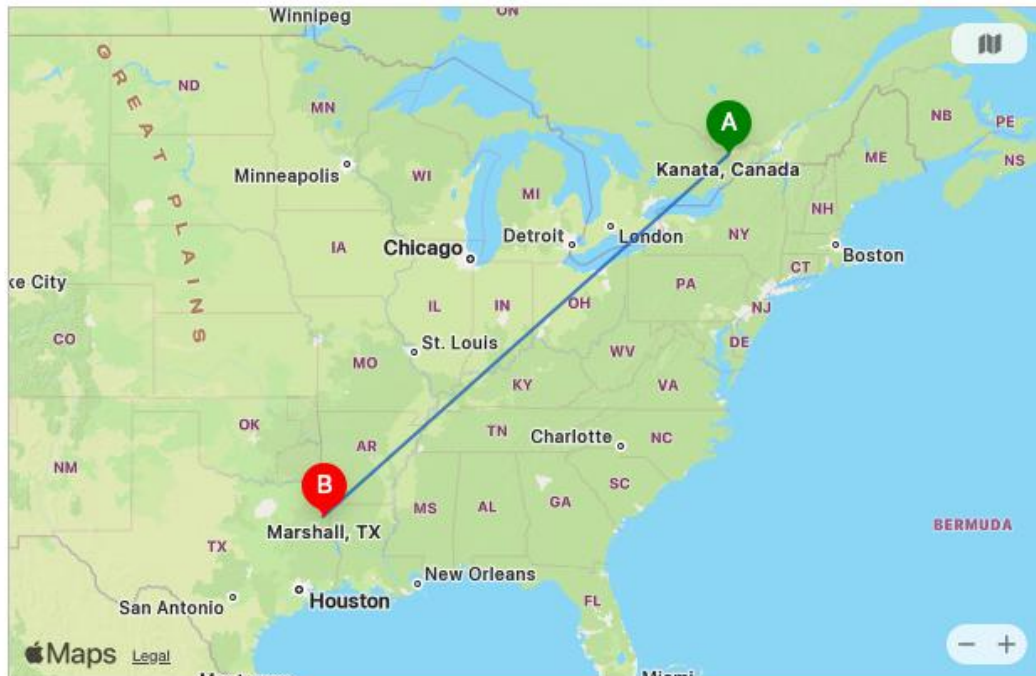 Winnipeg
ON
GREAT PLAINS
ND
MN
NB
PE
A
ME
NS
Kanata, Canada
Minneapolis
WI
MI
NH
London
NY
Detroit
IA
Chicago
Boston
CT
ke City
PA
OH
IL
IN
NJ
CO
St. Louis
DE
WV
MO
KY
VA
OK
TN
Charlotte
NC
AR
NM
B
SC
MS
AL
GA
BERMUDA
Marshall, TX
TX
New Orleans
San Antonio
Houston
FL
Maps
Legal
Miami